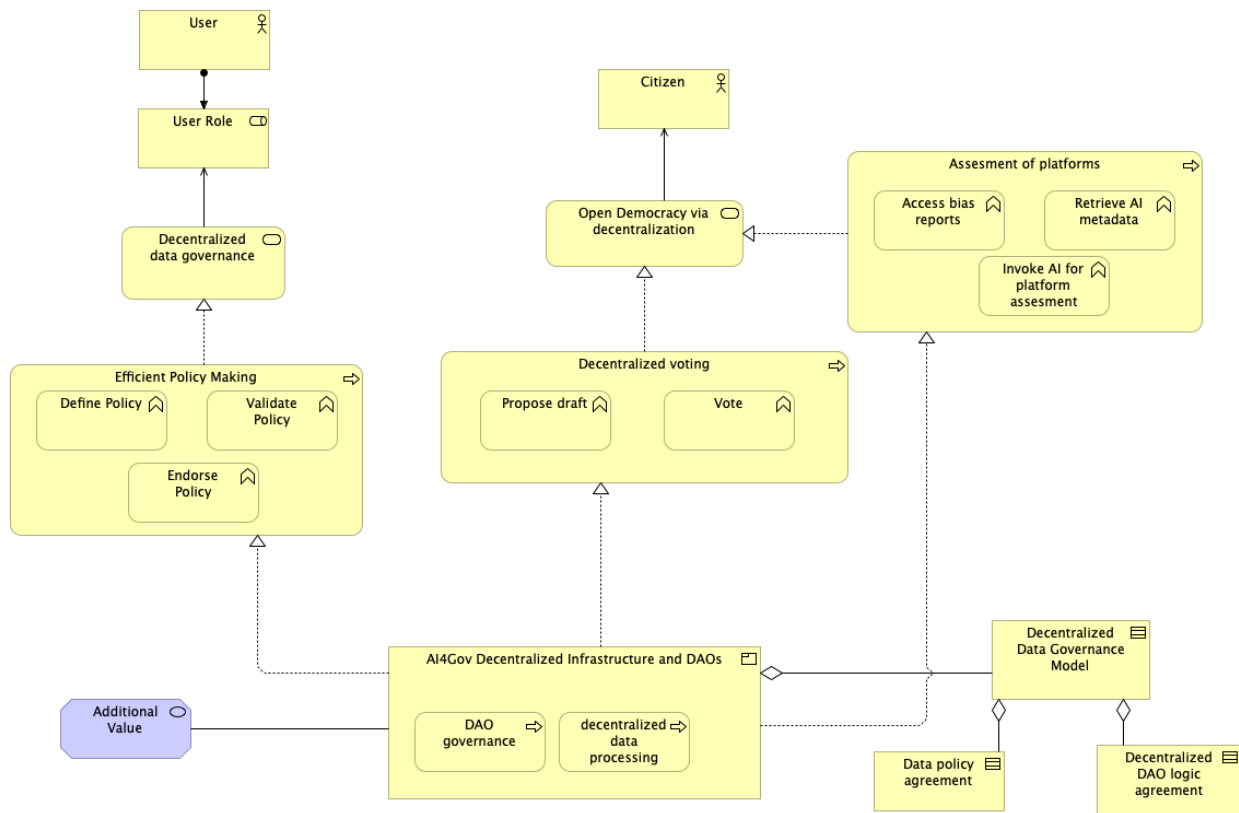 User
Citizen
User Role
Assesment of platforms
Access bias
reports
Retrieve AI
metadata
Open Democracy via
decentralization
Decentralized
data governance
Invoke AI for
platform
assesment
Efficient Policy Making
Define Policy
Validate
Policy
Endorse
Policy
Decentralized voting
Propose draft
Vote
AI4Gov Decentralized Infrastructure and DAOs
DAO
governance
decentralized
data
processing
Additional
Value
Decentralized
Data Governance
Model
Data policy
agreement
Decentralized
DAO logic
agreement